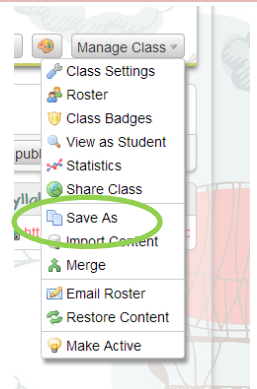 Manage Class
Class Settings
Roster
Class Badges
View as Student
publ
Statistics
Share Class
Save As
Import Content
Merge
Email Roster
Restore Content
Make Active